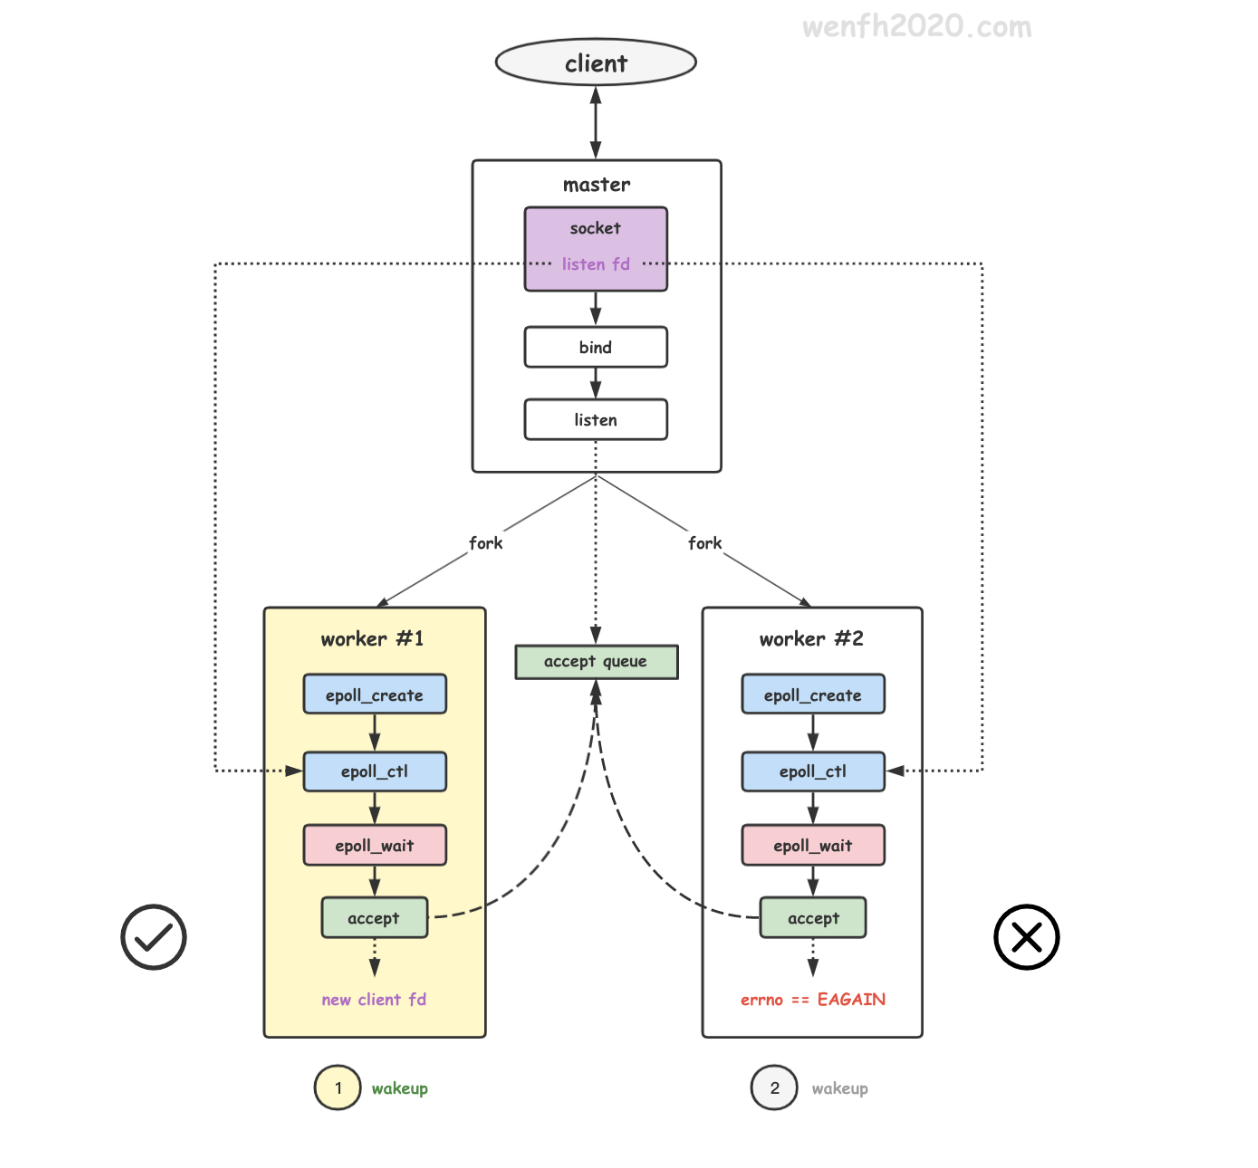 wenfh2020.com
client
master
socket
listen fd
bind
listen
fork
fork
worker #1
epoll_create
epoll_ctl
epoll_wait
accept
new client fd
accept queue
worker #2
epoll_create
epoll_ctl
epoll_wait
accept
errno == EAGAIN
1 wakeup
2 wakeup